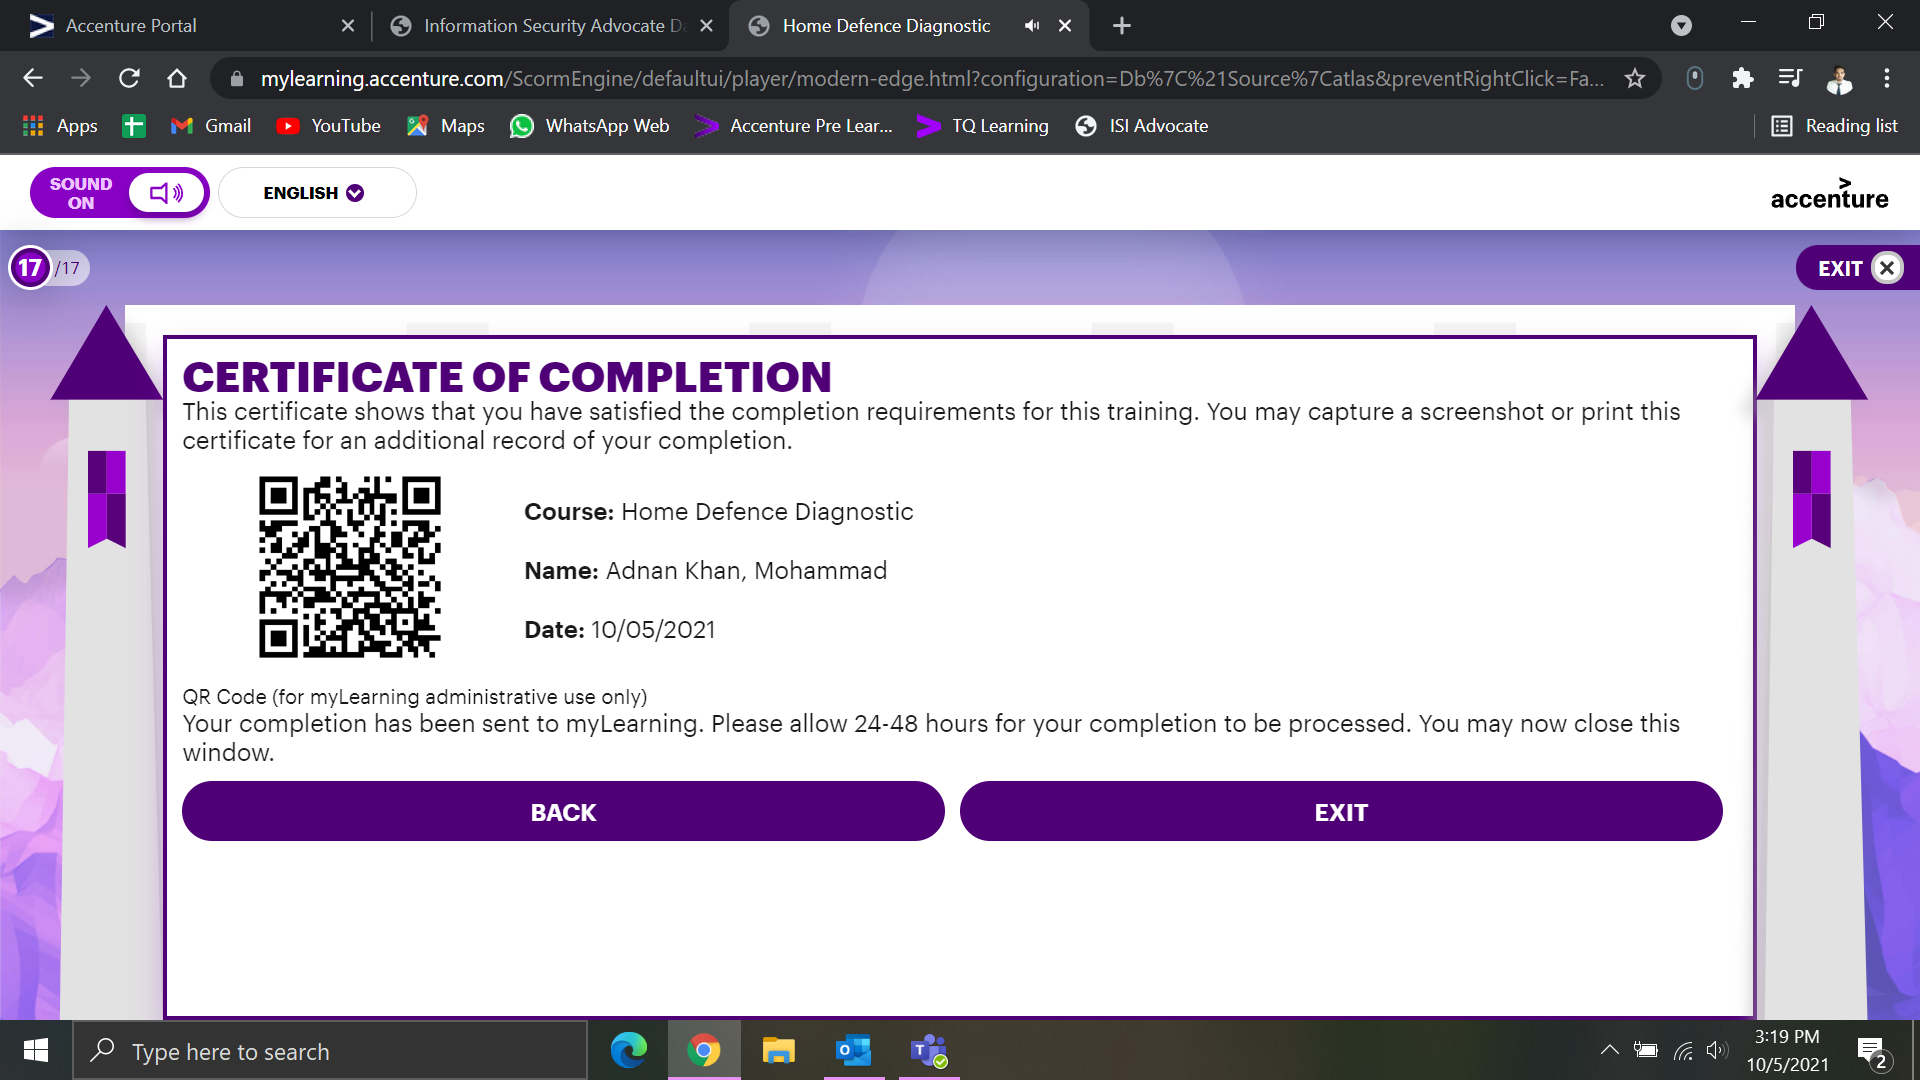 Accenture Portal
Information Security Advocate D
Home Defence Diagnostic
mylearning.accenture.com/ScormEngine/defaultui/player/modern-edge.html?configuration=Db%7C%21Source%7Catlas&preventRightClick=Fa...
Apps
Gmail
YouTube
Maps
WhatsApp Web
Accenture Pre Lear...
TQ Learning
ISI Advocate
Reading list
SOUND
ON
ENGLISH
accenture
17/17
EXIT
CERTIFICATE OF COMPLETION
This certificate shows that you have satisfied the completion requirements for this training. You may capture a screenshot or print this
certificate for an additional record of your completion.
Course: Home Defence Diagnostic
Name: Adnan Khan, Mohammad
Date: 10/05/2021
QR Code (for myLearning administrative use only)
Your completion has been sent to myLearning. Please allow 24-48 hours for your completion to be processed. You may now close this
window.
BACK
EXIT
Type here to search
3:19 PM
10/5/2021
2